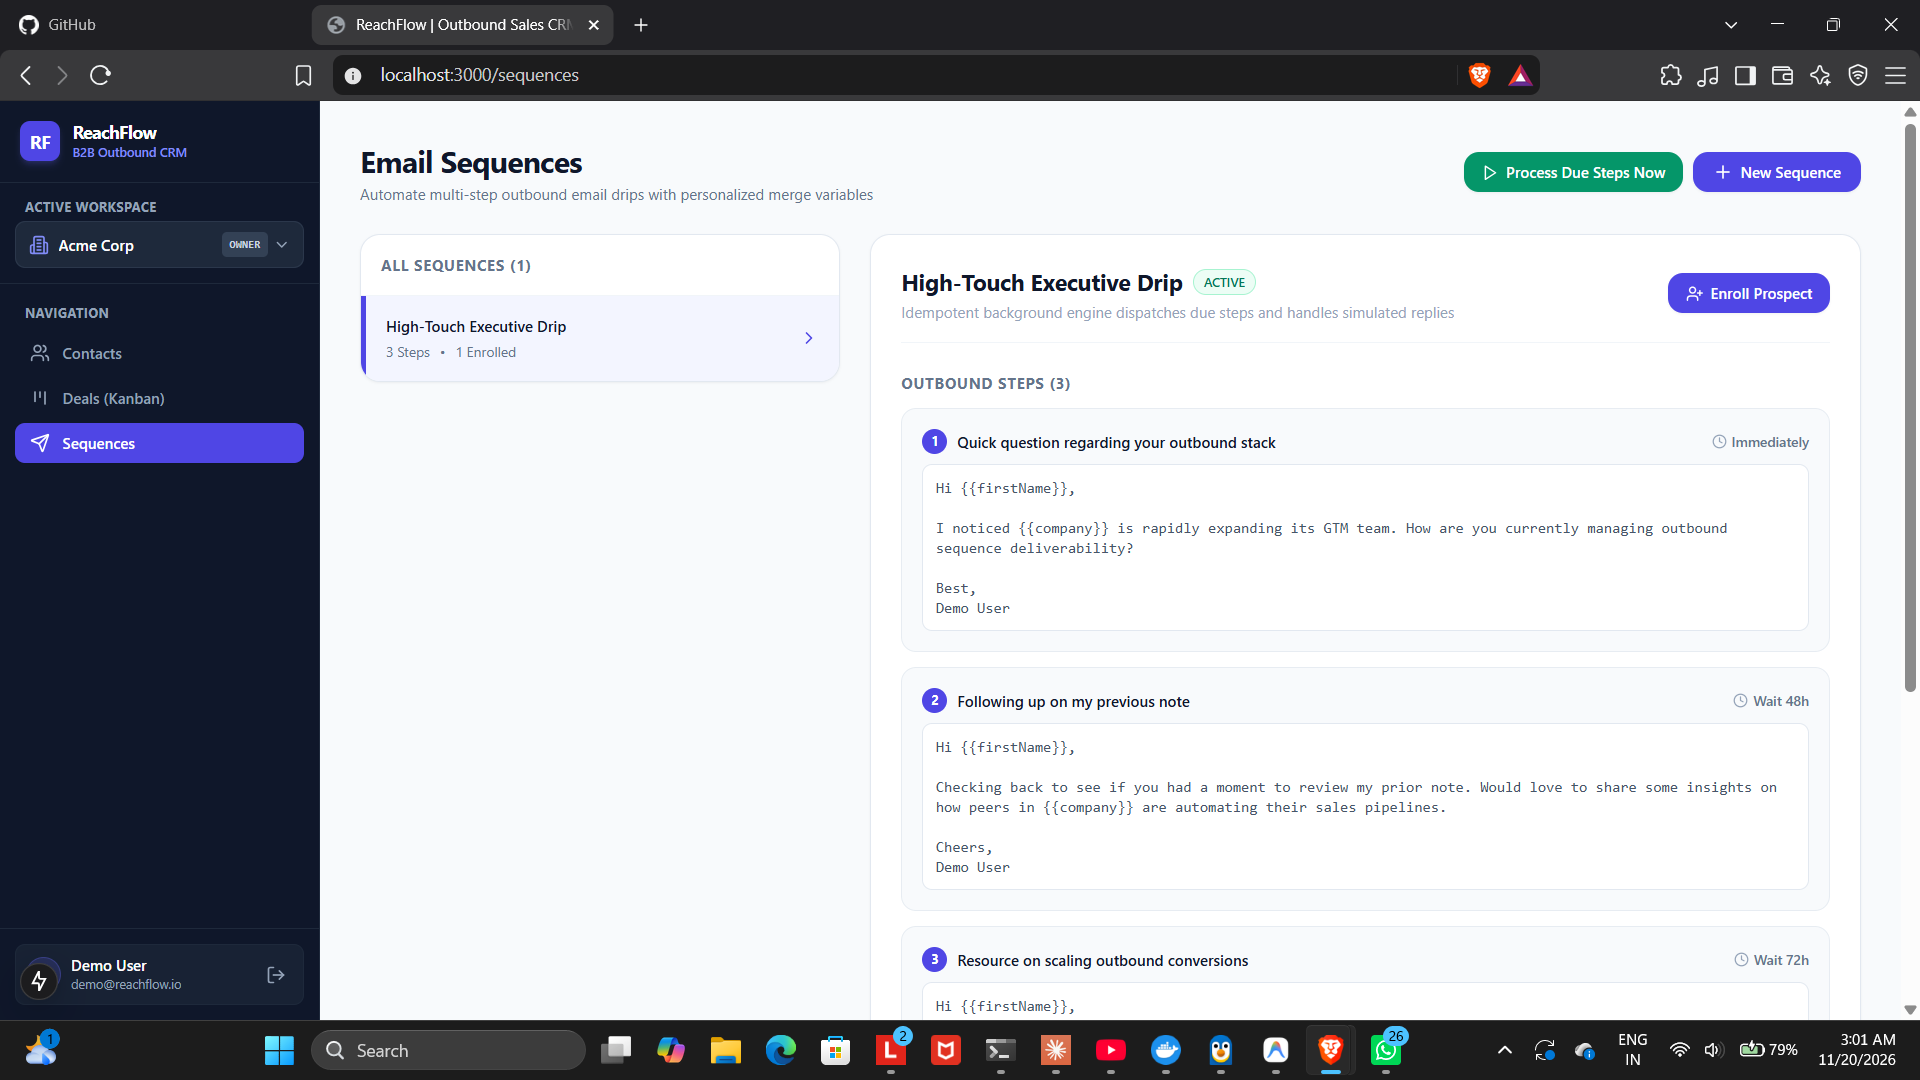 GitHub
ReachFlow | Outbound Sales CRM
localhost:3000/sequences
RF
ReachFlow
B2B Outbound CRM
ACTIVE WORKSPACE
Acme Corp
OWNER
NAVIGATION
Contacts
Deals (Kanban)
Sequences
Demo User
demo@reachflow.io
Email Sequences
Automate multi-step outbound email drips with personalized merge variables
Process Due Steps Now
New Sequence
ALL SEQUENCES (1)
High-Touch Executive Drip
3 Steps • 1 Enrolled
High-Touch Executive Drip
ACTIVE
Idempotent background engine dispatches due steps and handles simulated replies
Enroll Prospect
OUTBOUND STEPS (3)
1 Quick question regarding your outbound stack
Immediately
Hi {{firstName}},
I noticed {{company}} is rapidly expanding its GTM team. How are you currently managing outbound
sequence deliverability?
Best,
Demo User
2 Following up on my previous note
Wait 48h
Hi {{firstName}},
Checking back to see if you had a moment to review my prior note. Would love to share some insights on
how peers in {{company}} are automating their sales pipelines.
Cheers,
Demo User
3 Resource on scaling outbound conversions
Wait 72h
Hi {{firstName}},
1
Search
2
26
ENG
IN
79%
3:01 AM
11/20/2026